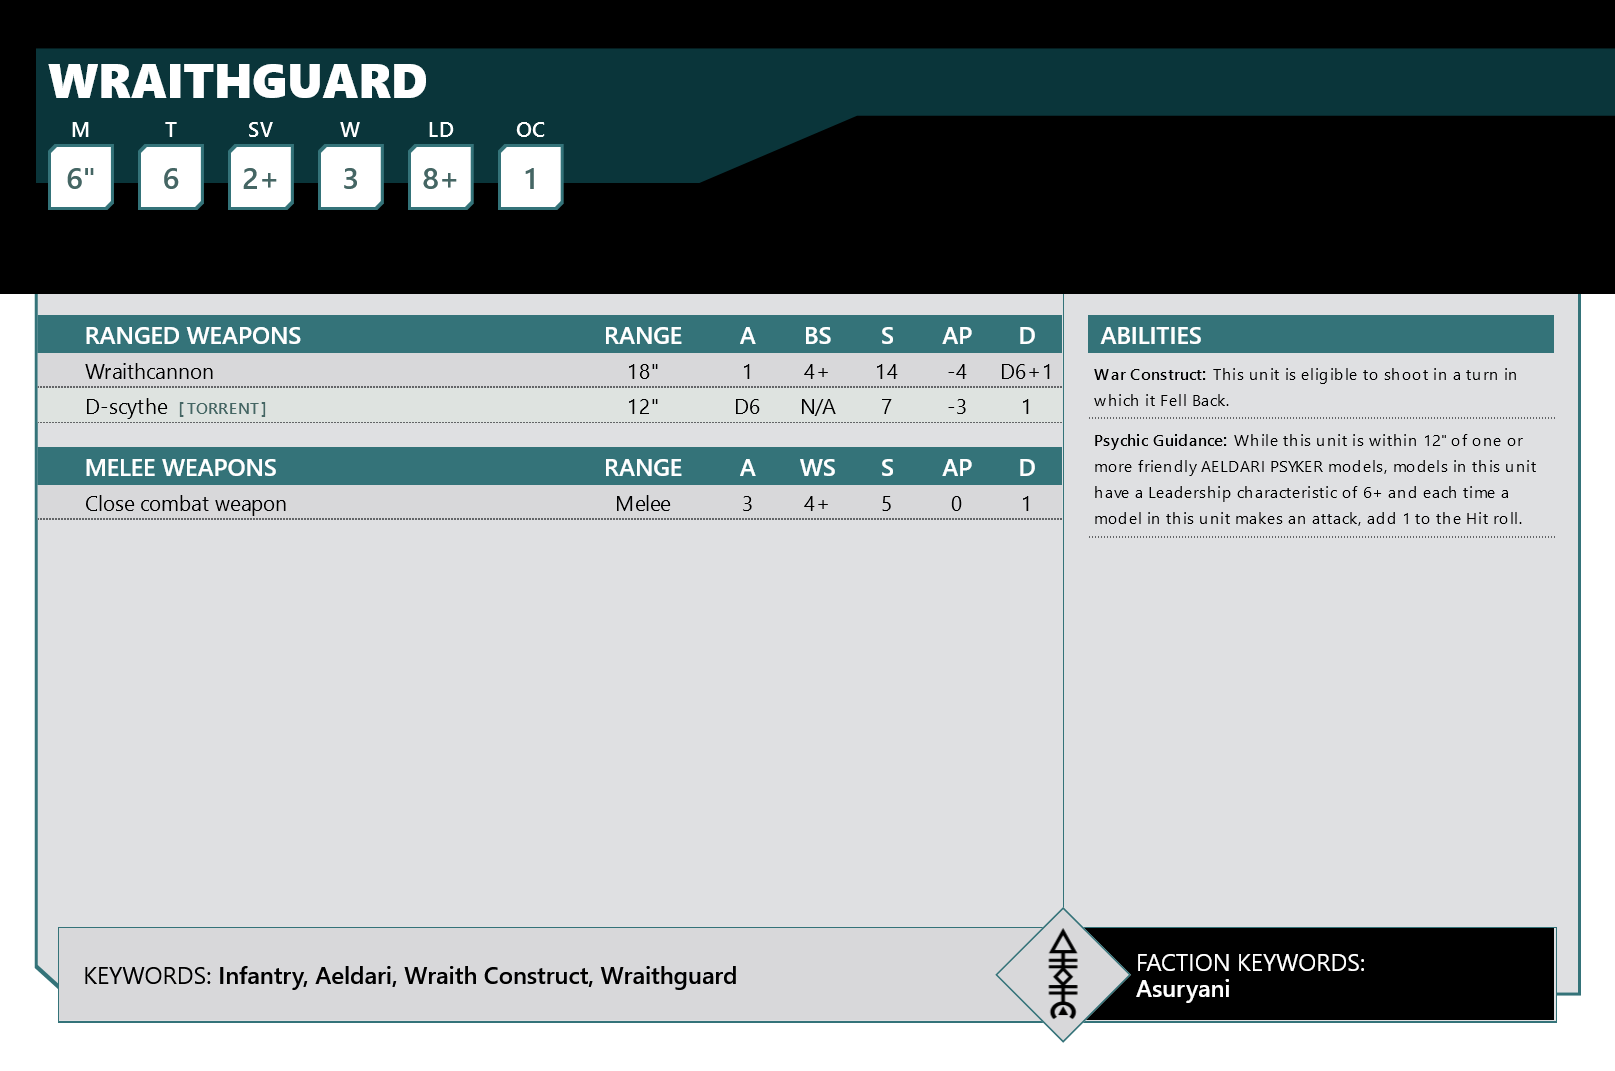 WRAITHGUARD
M T SV W LD OC
6" 6 2+ 3 8+ 1
RANGED WEAPONS RANGE A BS S AP D
Wraithcannon 18" 1 4+ 14 -4 D6+1
D-scythe [TORRENT] 12" D6 N/A 7 -3 1
MELEE WEAPONS RANGE A WS S AP D
Close combat weapon Melee 3 4+ 5 0 1
ABILITIES
War Construct: This unit is eligible to shoot in a turn in
which it Fell Back.
Psychic Guidance: While this unit is within 12" of one or
more friendly AELDARI PSYKER models, models in this unit
have a Leadership characteristic of 6+ and each time a
model in this unit makes an attack, add 1 to the Hit roll.
KEYWORDS: Infantry, Aeldari, Wraith Construct, Wraithguard
FACTION KEYWORDS:
Asuryani